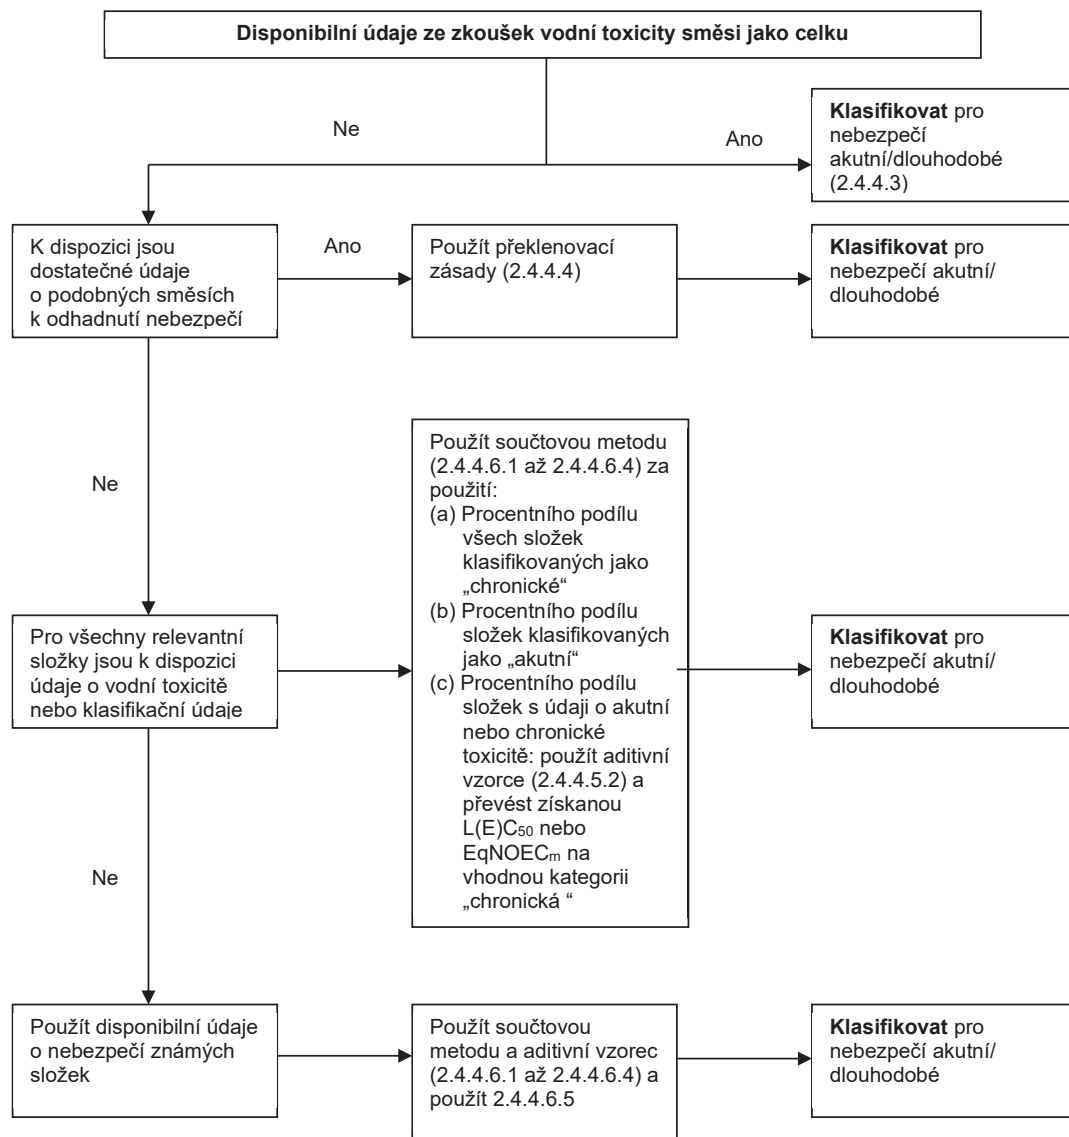 Disponibilní údaje ze zkoušek vodní toxicity směsi jako celku
Ne
Ano
Klasifikovat pro
nebezpečí
akutní/dlouhodobé
(2.4.4.3)
K dispozici jsou
dostatečné údaje
o podobných směsích
k odhadnutí nebezpečí
Ano
Použít překlenovací
zásady (2.4.4.4)
Klasifikovat pro
nebezpečí akutní/
dlouhodobé
Ne
Použít součtovou metodu
(2.4.4.6.1 až 2.4.4.6.4) za
použití:
(a) Procentního podílu
všech složek
klasifikovaných jako
„chronické“
(b) Procentního podílu
složek klasifikovaných
jako „akutní“
(c) Procentního podílu
složek s údaji o akutní
nebo chronické
toxicitě: použít aditivní
vzorce (2.4.4.5.2) a
převést získanou
L(E)C₅₀ nebo
EqNOECₘ na
vhodnou kategorii
„chronická “
Pro všechny relevantní
složky jsou k dispozici
údaje o vodní toxicitě
nebo klasifikační údaje
Klasifikovat pro
nebezpečí akutní/
dlouhodobé
Ne
Použít disponibilní údaje
o nebezpečí známých
složek
Použít součtovou
metodu a aditivní vzorec
(2.4.4.6.1 až 2.4.4.6.4) a
použít 2.4.4.6.5
Klasifikovat pro
nebezpečí akutní/
dlouhodobé